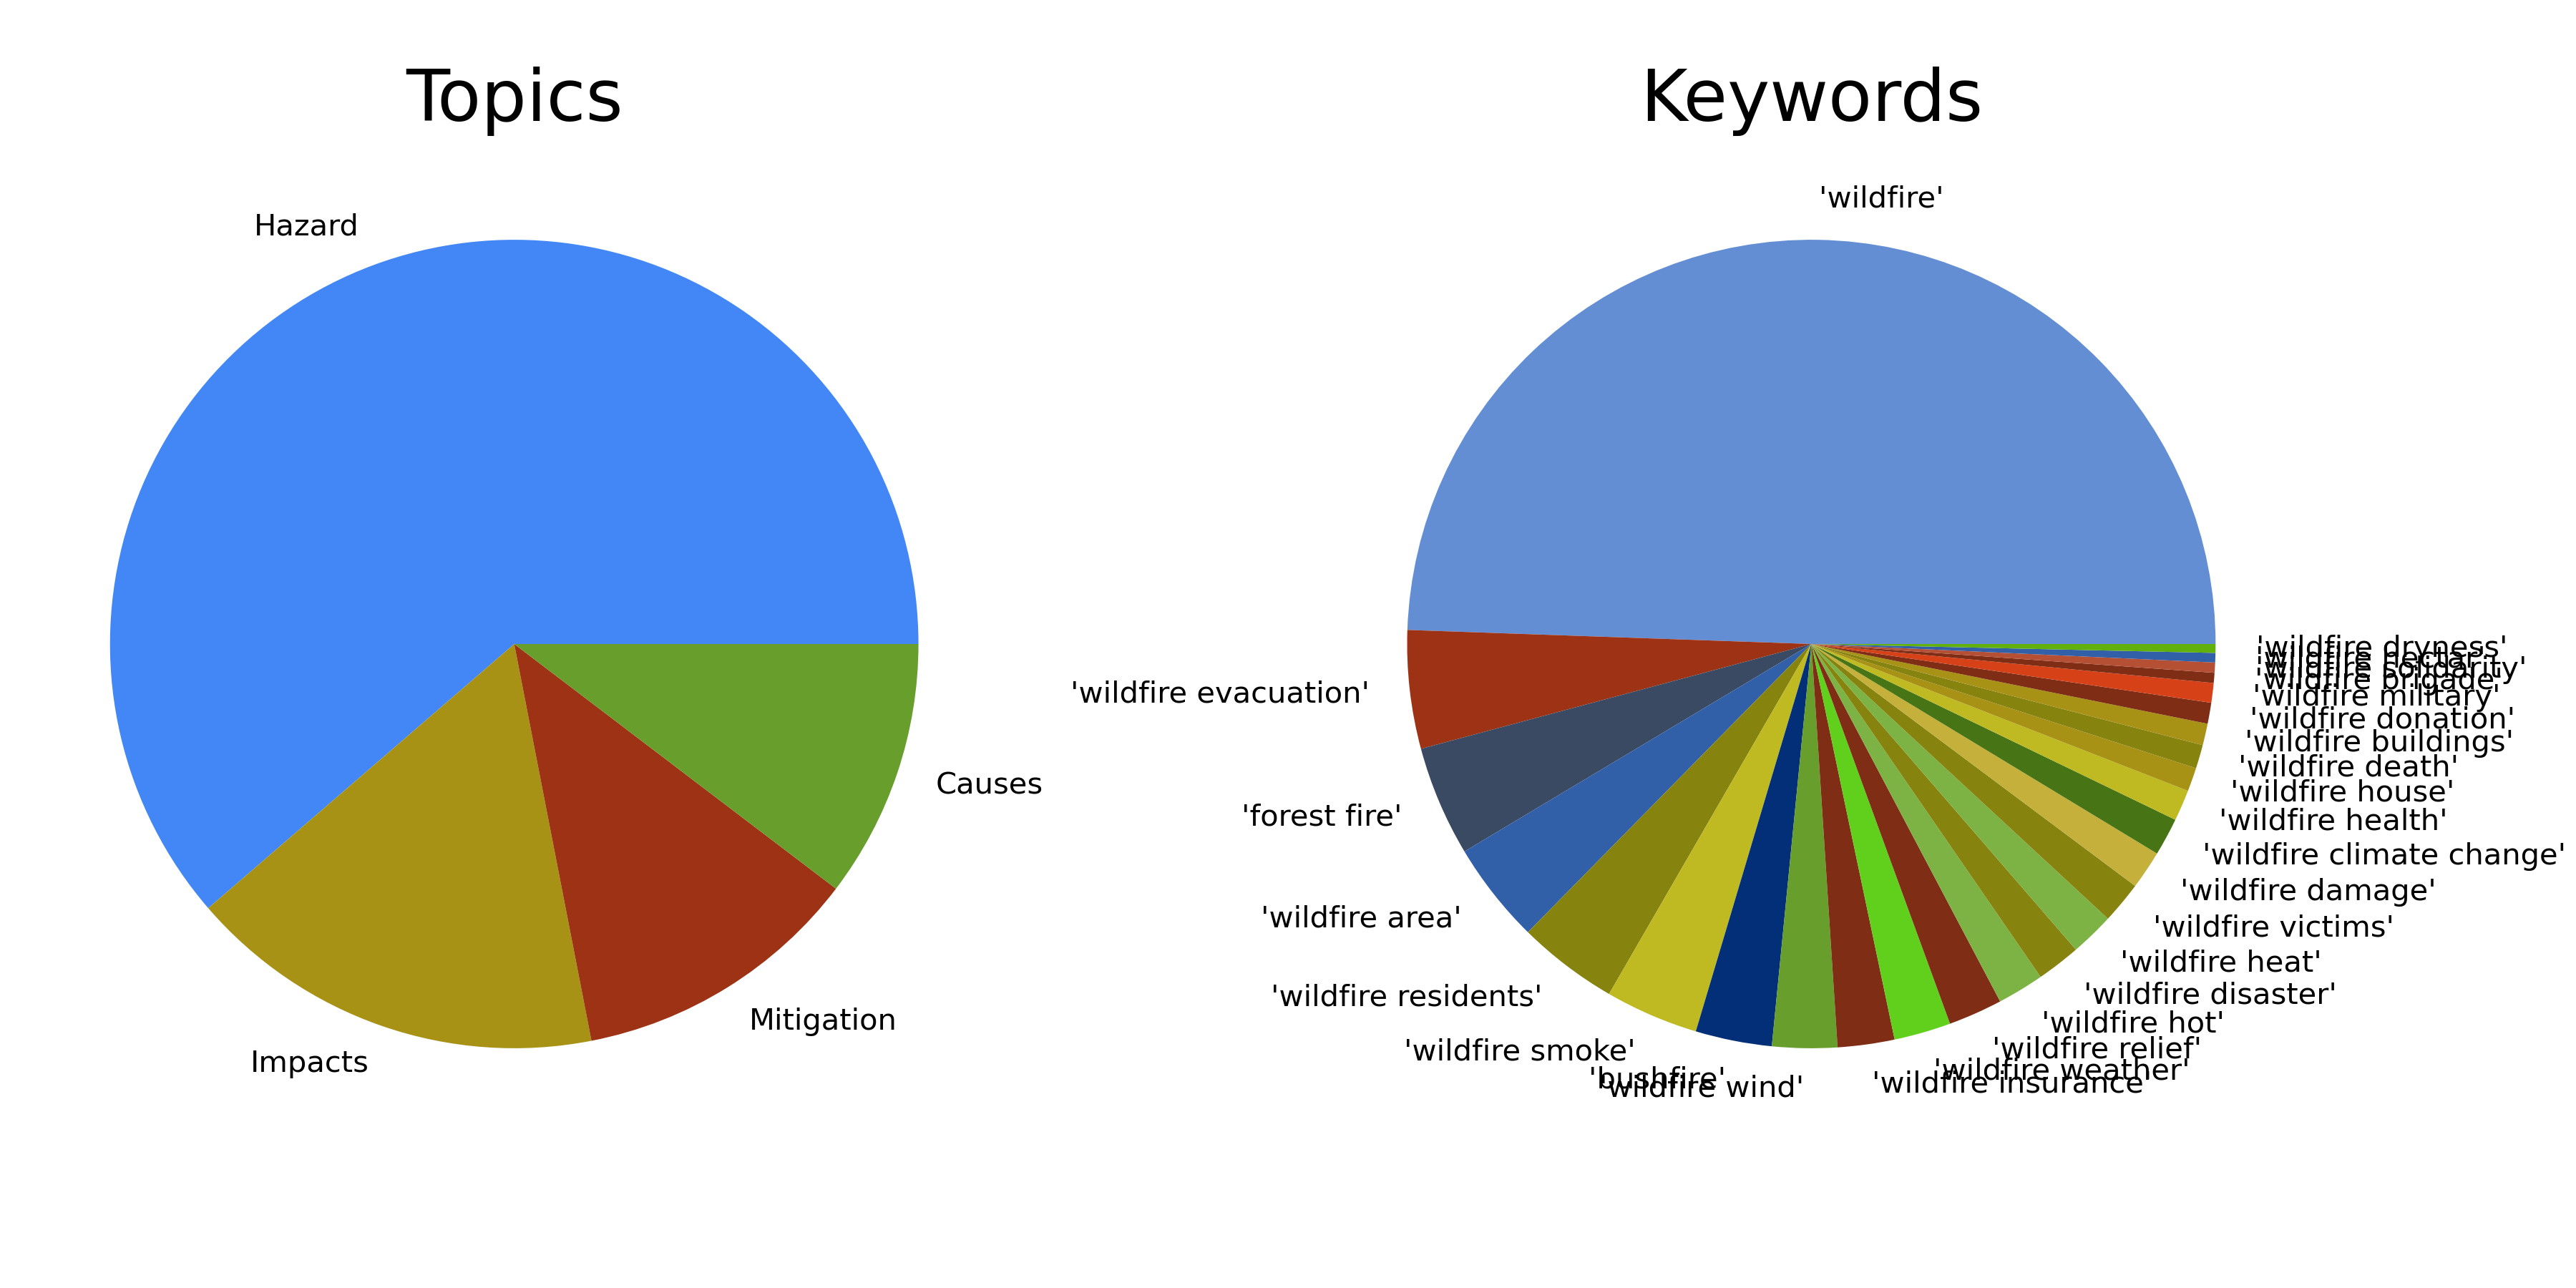 Topics
Hazard
Impacts
Mitigation
Causes
Keywords
'wildfire'
'wildfire evacuation'
'forest fire'
'wildfire area'
'wildfire residents'
'wildfire smoke'
'bushfire'
'wildfire wind'
'wildfire insurance'
'wildfire weather'
'wildfire relief'
'wildfire hot'
'wildfire disaster'
'wildfire heat'
'wildfire victims'
'wildfire damage'
'wildfire climate change'
'wildfire health'
'wildfire house'
'wildfire death'
'wildfire buildings'
'wildfire donation'
'wildfire military'
'wildfire brigade'
'wildfire solidarity'
'wildfire
'wildfire dryness'